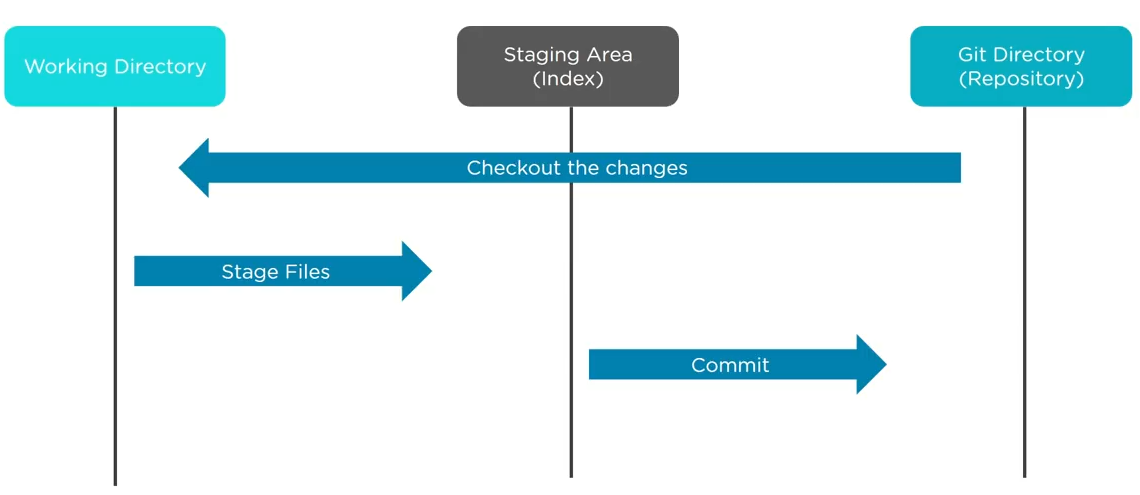 Working Directory
Staging Area
(Index)
Git Directory
(Repository)
Checkout the changes
Stage Files
Commit